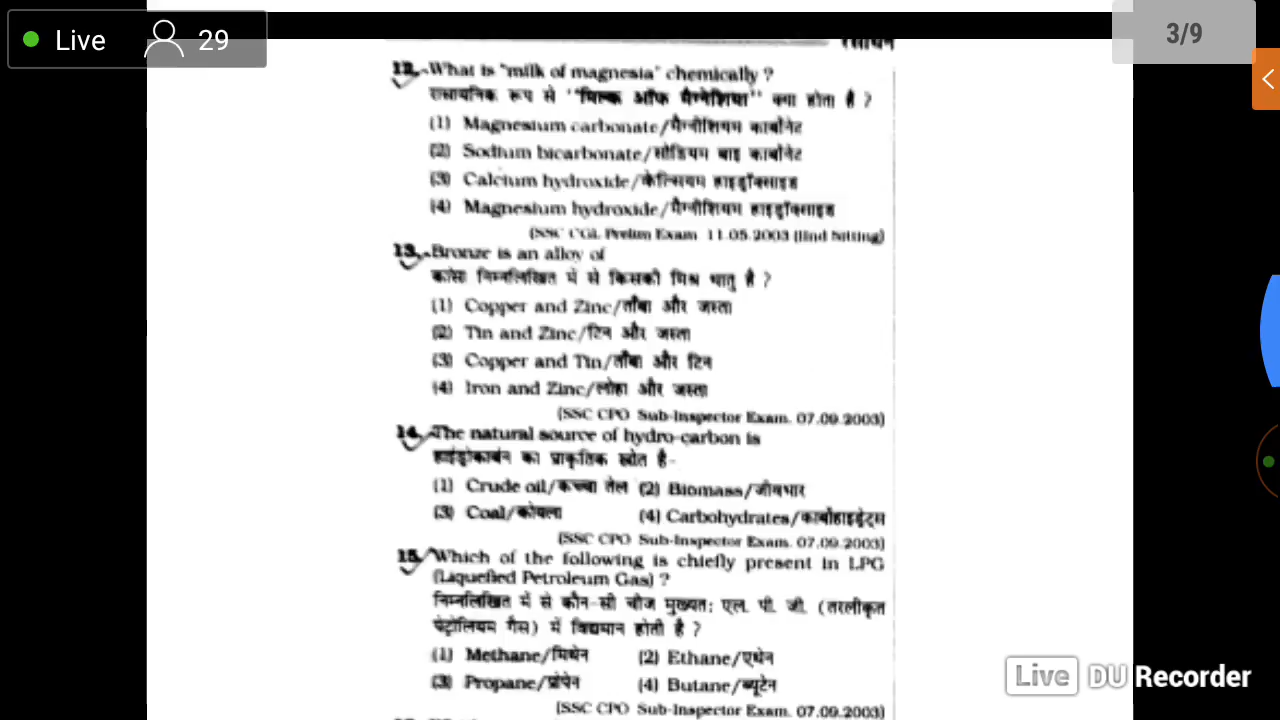 Live 29
3/9
रसायन
12. What is "milk of magnesia" chemically ?
रासायनिक रूप से "मिल्क ऑफ मैग्नेशिया" क्या होता है ?
(1) Magnesium carbonate/मैग्नीशियम कार्बोनेट
(2) Sodium bicarbonate/सोडियम बाइ कार्बोनेट
(3) Calcium hydroxide/केल्सियम हाइड्रॉक्साइड
(4) Magnesium hydroxide/मैग्नीशियम हाइड्रॉक्साइड
(SSC CGL Prelim Exam 11.05.2003 (IInd Sitting)
13. Bronze is an alloy of
कांसा निम्नलिखित में से किसकी मिश्र धातु है ?
(1) Copper and Zinc/ताँबा और जस्ता
(2) Tin and Zinc/टिन और जस्ता
(3) Copper and Tin/ताँबा और टिन
(4) Iron and Zinc/लोहा और जस्ता
(SSC CPO Sub-Inspector Exam. 07.09.2003)
14. The natural source of hydro-carbon is
हाईड्रोकार्बन का प्राकृतिक स्रोत है-
(1) Crude oil/कच्चा तेल (2) Biomass/जीवभार
(3) Coal/कोयला (4) Carbohydrates/कार्बोहाइड्रेट्स
(SSC CPO Sub-Inspector Exam. 07.09.2003)
15. Which of the following is chiefly present in LPG
(Liquefied Petroleum Gas) ?
निम्नलिखित में से कौन-सी चीज मुख्यत: एल. पी. जी. (तरलीकृत
पेट्रोलियम गैस) में विद्यमान होती है ?
(1) Methane/मिथेन (2) Ethane/एथेन
(3) Propane/प्रोपेन (4) Butane/ब्यूटेन
(SSC CPO Sub-Inspector Exam. 07.09.2003)
Live DU Recorder